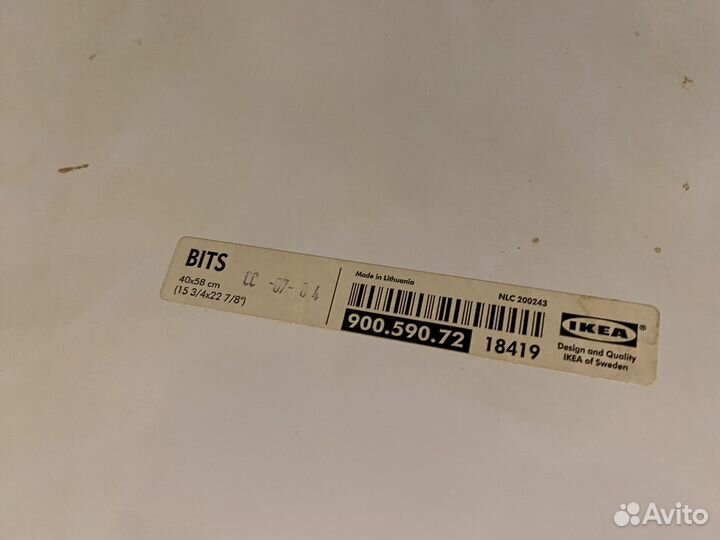 BITS
40x58 cm
(15 3/4x22 7/8")
Made in Lithuania
NLC 200243
900.590.72
18419
IKEA®
Design and Quality
IKEA of Sweden
Avito